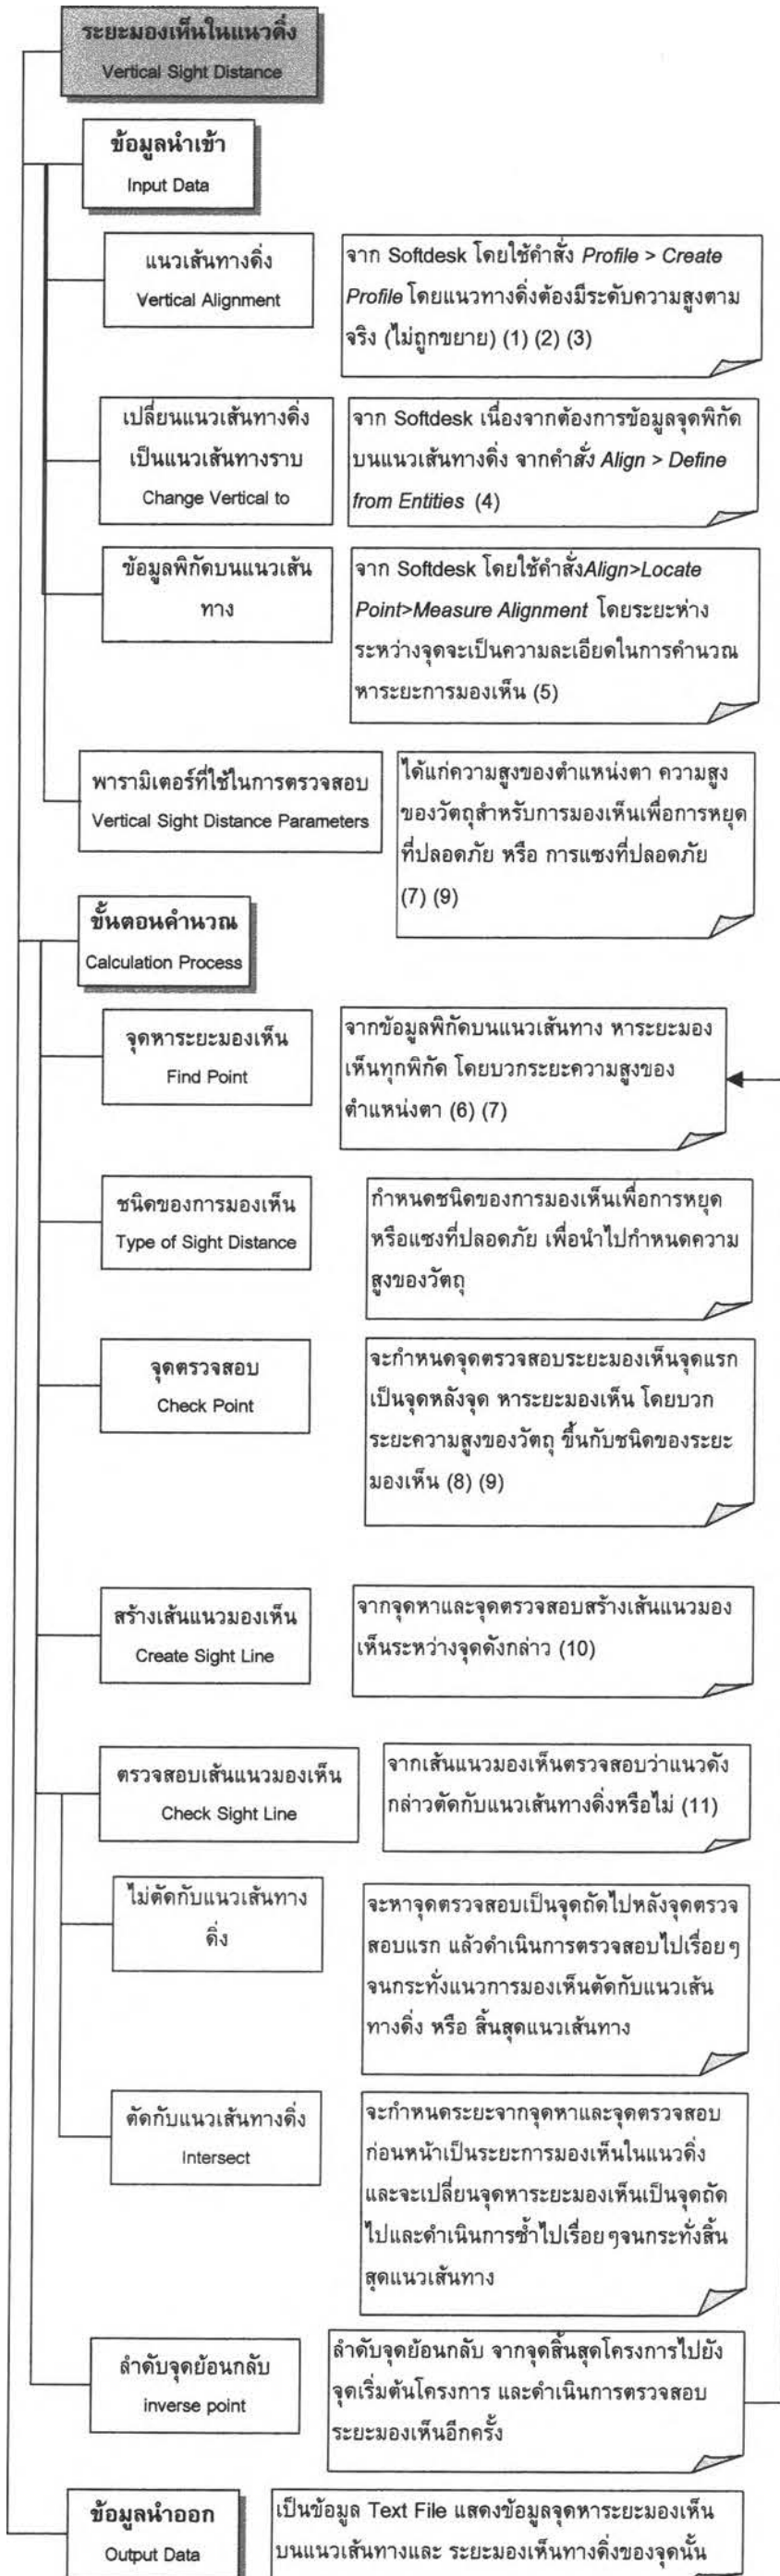 ระยะมองเห็นในแนวดิ่ง
Vertical Sight Distance
ข้อมูลนำเข้า
Input Data
แนวเส้นทางดิ่ง
Vertical Alignment
จาก Softdesk โดยใช้คำสั่ง Profile > Create
Profile โดยแนวทางดิ่งต้องมีระดับความสูงตาม
จริง (ไม่ถูกขยาย) (1) (2) (3)
เปลี่ยนแนวเส้นทางดิ่ง
เป็นแนวเส้นทางราบ
Change Vertical to
จาก Softdesk เนื่องจากต้องการข้อมูลจุดพิกัด
บนแนวเส้นทางดิ่ง จากคำสั่ง Align > Define
from Entities (4)
ข้อมูลพิกัดบนแนวเส้น
ทาง
จาก Softdesk โดยใช้คำสั่งAlign>Locate
Point>Measure Alignment โดยระยะห่าง
ระหว่างจุดจะเป็นความละเอียดในการคำนวณ
หาระยะการมองเห็น (5)
พารามิเตอร์ที่ใช้ในการตรวจสอบ
Vertical Sight Distance Parameters
ได้แก่ความสูงของตำแหน่งตา ความสูง
ของวัตถุสำหรับการมองเห็นเพื่อการหยุด
ที่ปลอดภัย หรือ การแซงที่ปลอดภัย
(7) (9)
ขั้นตอนคำนวณ
Calculation Process
จุดหาระยะมองเห็น
Find Point
จากข้อมูลพิกัดบนแนวเส้นทาง หาระยะมอง
เห็นทุกพิกัด โดยบวกระยะความสูงของ
ตำแหน่งตา (6) (7)
ชนิดของการมองเห็น
Type of Sight Distance
กำหนดชนิดของการมองเห็นเพื่อการหยุด
หรือแซงที่ปลอดภัย เพื่อนำไปกำหนดความ
สูงของวัตถุ
จุดตรวจสอบ
Check Point
จะกำหนดจุดตรวจสอบระยะมองเห็นจุดแรก
เป็นจุดหลังจุด หาระยะมองเห็น โดยบวก
ระยะความสูงของวัตถุ ขึ้นกับชนิดของระยะ
มองเห็น (8) (9)
สร้างเส้นแนวมองเห็น
Create Sight Line
จากจุดหาและจุดตรวจสอบสร้างเส้นแนวมอง
เห็นระหว่างจุดดังกล่าว (10)
ตรวจสอบเส้นแนวมองเห็น
Check Sight Line
จากเส้นแนวมองเห็นตรวจสอบว่าแนวดัง
กล่าวตัดกับแนวเส้นทางดิ่งหรือไม่ (11)
ไม่ตัดกับแนวเส้นทาง
ดิ่ง
จะหาจุดตรวจสอบเป็นจุดถัดไปหลังจุดตรวจ
สอบแรก แล้วดำเนินการตรวจสอบไปเรื่อยๆ
จนกระทั่งแนวการมองเห็นตัดกับแนวเส้น
ทางดิ่ง หรือ สิ้นสุดแนวเส้นทาง
ตัดกับแนวเส้นทางดิ่ง
Intersect
จะกำหนดระยะจากจุดหาและจุดตรวจสอบ
ก่อนหน้าเป็นระยะการมองเห็นในแนวดิ่ง
และจะเปลี่ยนจุดหาระยะมองเห็นเป็นจุดถัด
ไปและดำเนินการซ้ำไปเรื่อยๆจนกระทั่งสิ้น
สุดแนวเส้นทาง
ลำดับจุดย้อนกลับ
inverse point
ลำดับจุดย้อนกลับ จากจุดสิ้นสุดโครงการไปยัง
จุดเริ่มต้นโครงการ และดำเนินการตรวจสอบ
ระยะมองเห็นอีกครั้ง
ข้อมูลนำออก
Output Data
เป็นข้อมูล Text File แสดงข้อมูลจุดหาระยะมองเห็น
บนแนวเส้นทางและ ระยะมองเห็นทางดิ่งของจุดนั้น